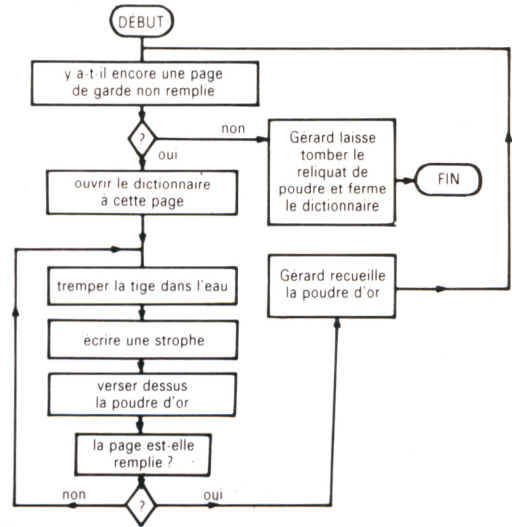 DÉBUT
y a-t-il encore une page
de garde non remplie
?
non
oui
Gérard laisse
tomber le
reliquat de
poudre et ferme
le dictionnaire
FIN
ouvrir le dictionnaire
à cette page
tremper la tige dans l'eau
Gérard recueille
la poudre d'or
écrire une strophe
verser dessus
la poudre d'or
la page est-elle
remplie ?
non
?
oui